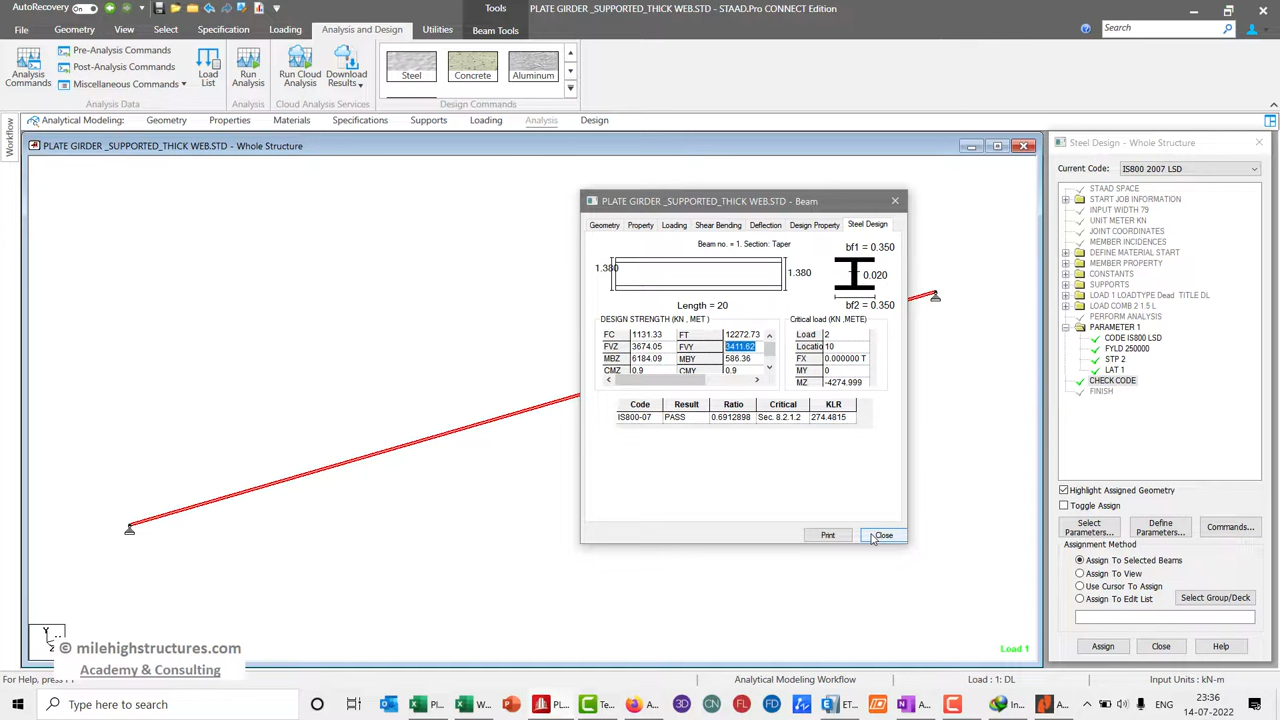 AutoRecovery
Tools
PLATE GIRDER _SUPPORTED_THICK WEB.STD - STAAD.Pro CONNECT Edition
File Geometry View Select Specification Loading Analysis and Design Utilities Beam Tools
Search
Analysis Commands
Pre-Analysis Commands
Post-Analysis Commands
Miscellaneous Commands
Load List
Run Analysis
Run Cloud Analysis
Download Results
Steel Concrete Aluminum
Analysis Data Analysis Cloud Analysis Services Design Commands
Workflow
Analytical Modeling: Geometry Properties Materials Specifications Supports Loading Analysis Design
PLATE GIRDER _SUPPORTED_THICK WEB.STD - Whole Structure
PLATE GIRDER _SUPPORTED_THICK WEB.STD - Beam
Geometry Property Loading Shear Bending Deflection Design Property Steel Design
Beam no. = 1. Section: Taper
bf1 = 0.350
1.380
1.380
0.020
Length = 20
bf2 = 0.350
DESIGN STRENGTH (KN , MET )
FC 1131.33 FT 12272.73
FVZ 3674.05 FVY 3411.62
MBZ 6184.09 MBY 586.36
CMZ 0.9 CMY 0.9
Critical load (KN ,METE)
Load 2
Locatio 10
FX 0.000000 T
MY 0
MZ -4274.999
Code Result Ratio Critical KLR
IS800-07 PASS 0.6912898 Sec. 8.2.1.2 274.4815
Print Close
Steel Design - Whole Structure
Current Code: IS800 2007 LSD
STAAD SPACE
START JOB INFORMATION
INPUT WIDTH 79
UNIT METER KN
JOINT COORDINATES
MEMBER INCIDENCES
DEFINE MATERIAL START
MEMBER PROPERTY
CONSTANTS
SUPPORTS
LOAD 1 LOADTYPE Dead TITLE DL
LOAD COMB 2 1.5 L
PERFORM ANALYSIS
PARAMETER 1
CODE IS800 LSD
FYLD 250000
STP 2
LAT 1
CHECK CODE
FINISH
Highlight Assigned Geometry
Toggle Assign
Select Parameters...
Define Parameters...
Commands...
Assignment Method
Assign To Selected Beams
Assign To View
Use Cursor To Assign
Assign To Edit List
Select Group/Deck
Assign Close Help
Y
© milehighstructures.com
Academy & Consulting
Load 1
For Help, press
Analytical Modeling Workflow
Load : 1: DL
Input Units: kN-m
Type here to search
ENG
23:36
14-07-2022